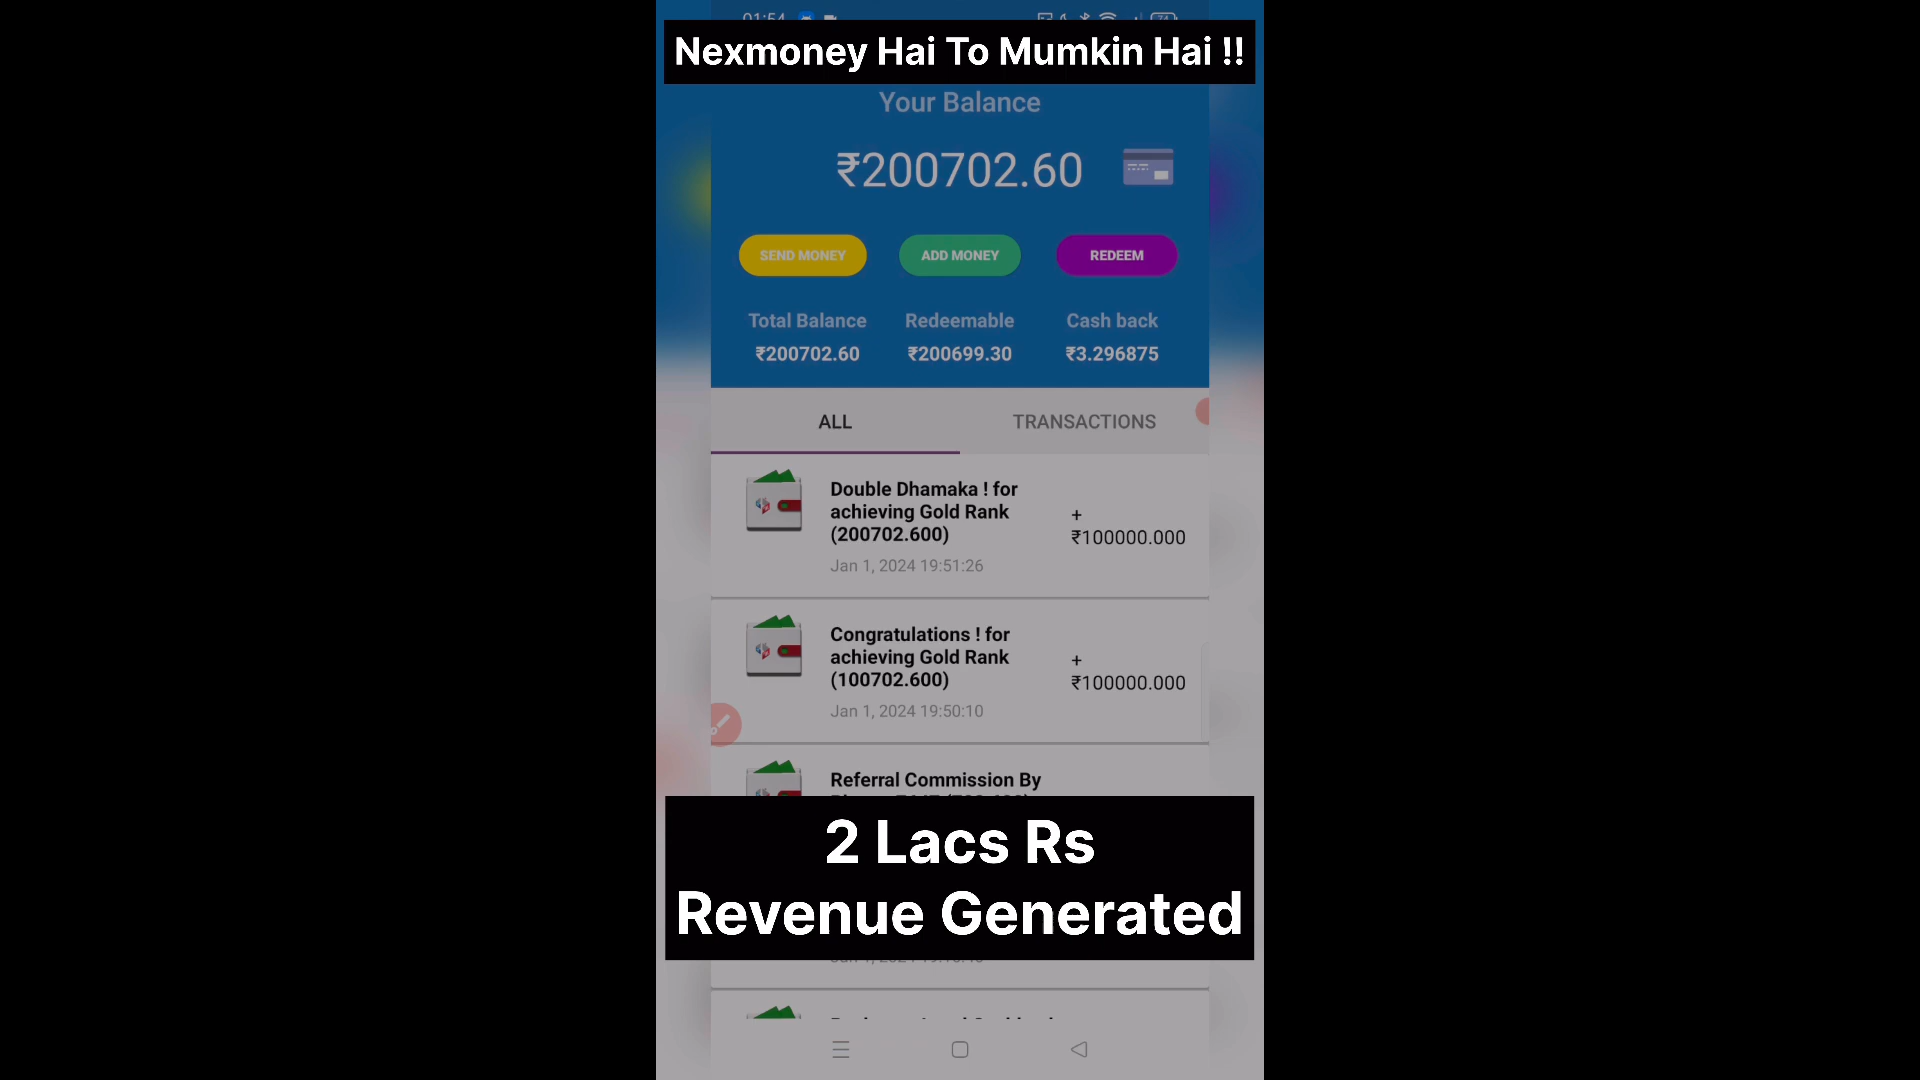 Nexmoney Hai To Mumkin Hai !!
Your Balance
₹200702.60
SEND MONEY
ADD MONEY
REDEEM
Total Balance
Redeemable
Cash back
₹200702.60
₹200699.30
₹3.296875
ALL
TRANSACTIONS
Double Dhamaka ! for
achieving Gold Rank
(200702.600)
+
₹100000.000
Jan 1, 2024 19:51:26
Congratulations ! for
achieving Gold Rank
(100702.600)
+
₹100000.000
Jan 1, 2024 19:50:10
Referral Commission By
2 Lacs Rs
Revenue Generated